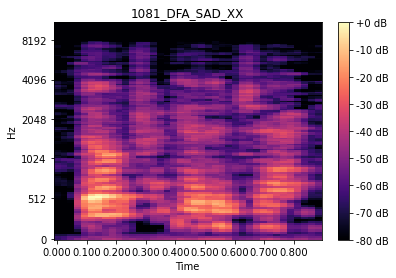 1081_DFA_SAD_XX
Hz
8192
4096
2048
1024
512
0
0.000 0.100 0.200 0.300 0.400 0.500 0.600 0.700 0.800
Time
+0 dB
-10 dB
-20 dB
-30 dB
-40 dB
-50 dB
-60 dB
-70 dB
-80 dB